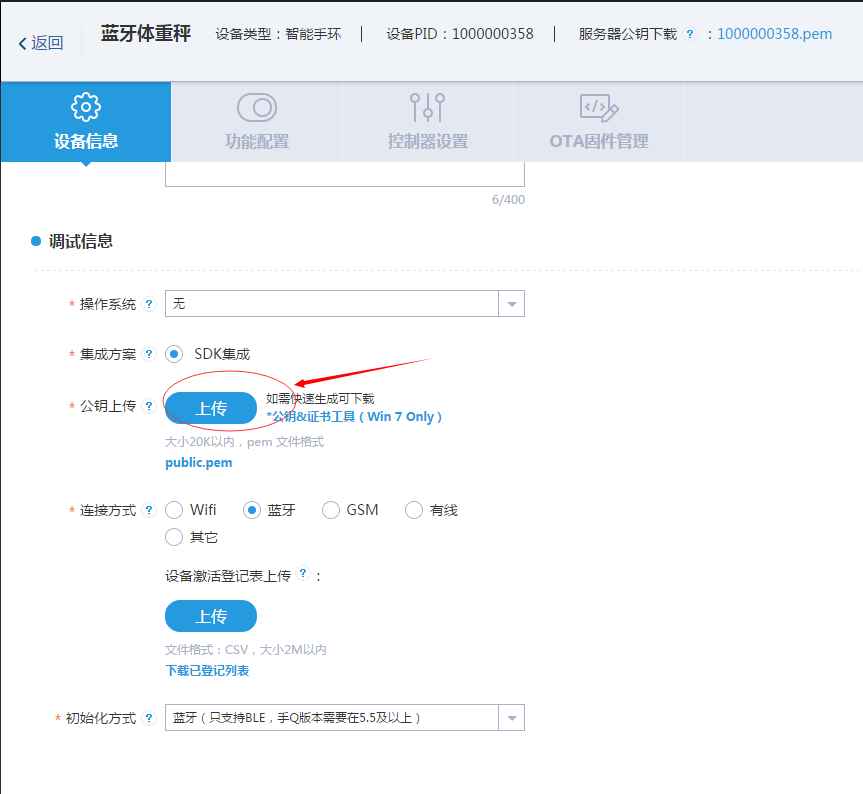 返回
蓝牙体重秤 设备类型：智能手环 | 设备PID：1000000358 | 服务器公钥下载 ? ：1000000358.pem
设备信息 功能配置 控制器设置 OTA固件管理
6/400
调试信息
* 操作系统 ? 无
* 集成方案 ? SDK集成
* 公钥上传 ? 上传 如需快速生成可下载
*公钥&证书工具（Win 7 Only）
大小20K以内，pem 文件格式
public.pem
* 连接方式 ? Wifi 蓝牙 GSM 有线
其它
设备激活登记表上传 ? ：
上传
文件格式：CSV，大小2M以内
下载已登记列表
* 初始化方式 ? 蓝牙（只支持BLE，手Q版本需要在5.5及以上）